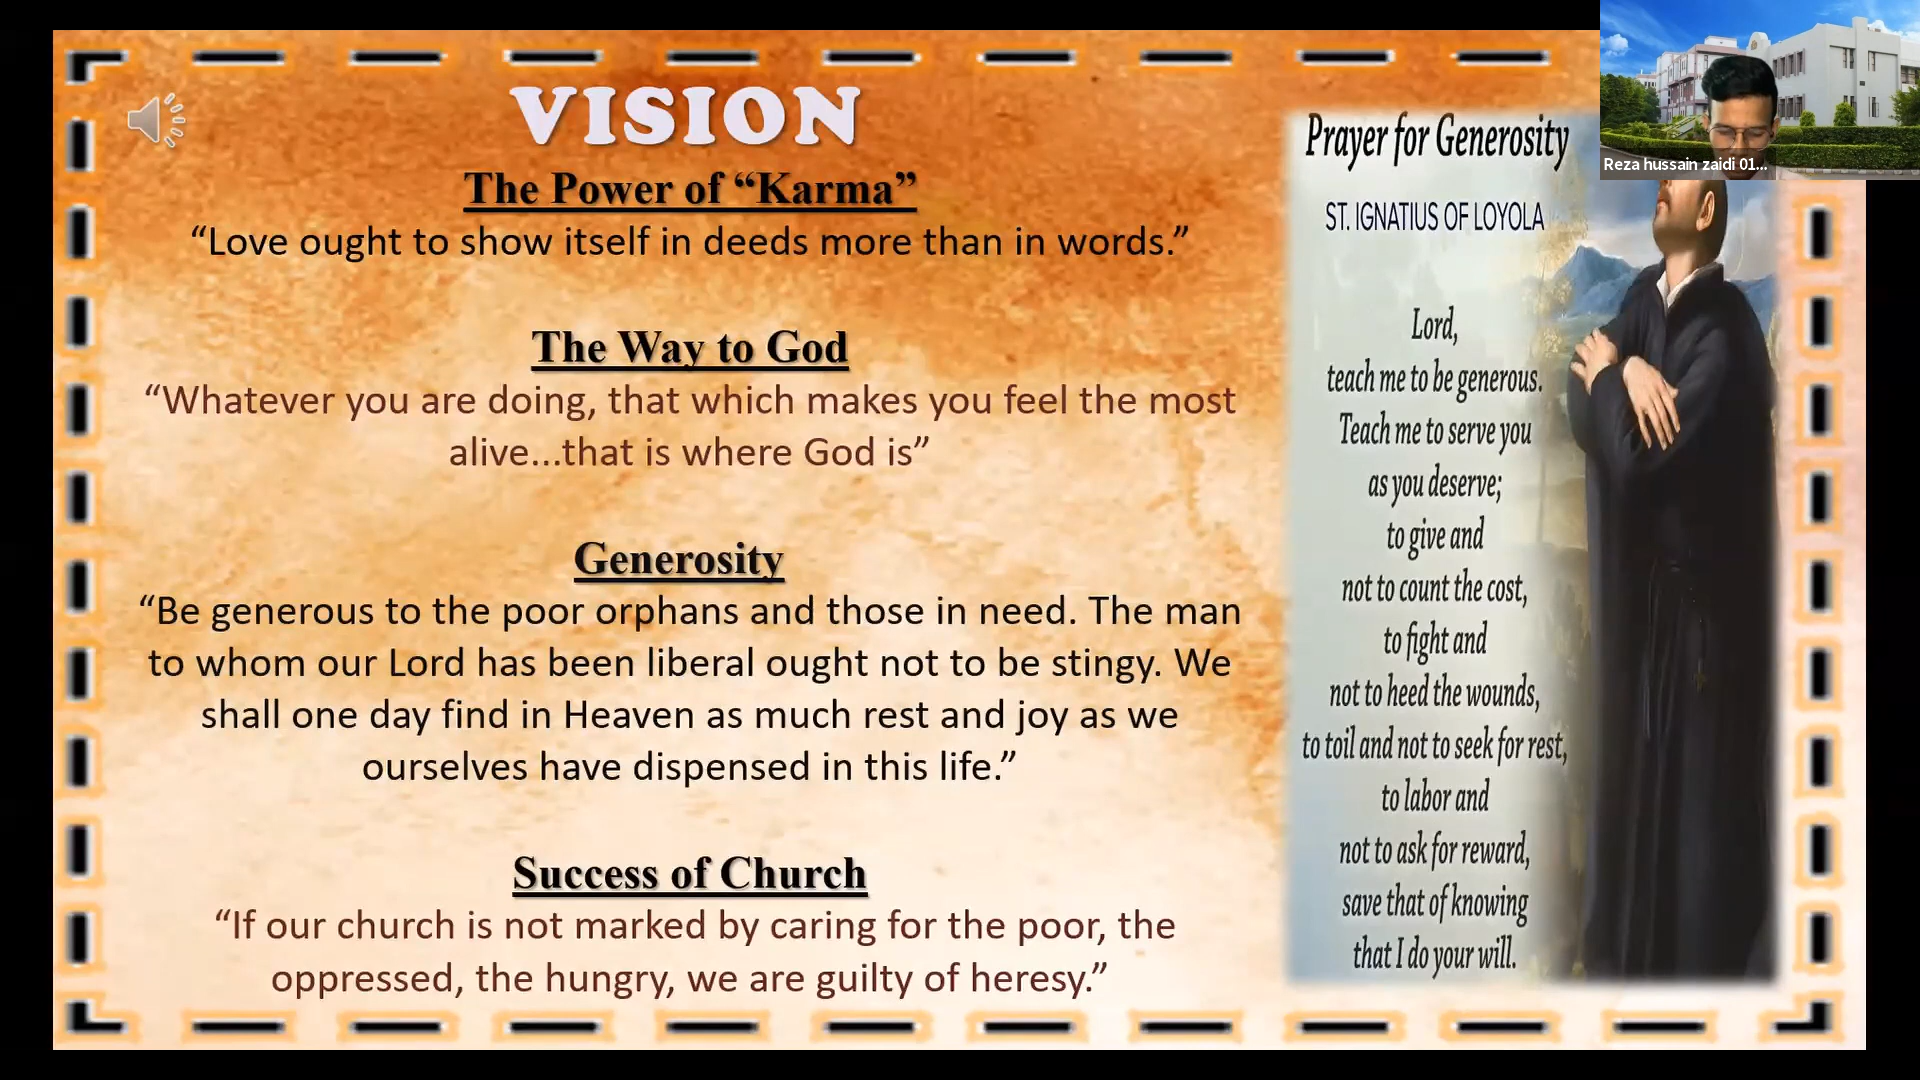 VISION
The Power of “Karma”
“Love ought to show itself in deeds more than in words.”
The Way to God
“Whatever you are doing, that which makes you feel the most
alive...that is where God is”
Generosity
“Be generous to the poor orphans and those in need. The man
to whom our Lord has been liberal ought not to be stingy. We
shall one day find in Heaven as much rest and joy as we
ourselves have dispensed in this life.”
Success of Church
“If our church is not marked by caring for the poor, the
oppressed, the hungry, we are guilty of heresy.”
Prayer for Generosity
ST. IGNATIUS OF LOYOLA
Lord,
teach me to be generous.
Teach me to serve you
as you deserve;
to give and
not to count the cost,
to fight and
not to heed the wounds,
to toil and not to seek for rest,
to labor and
not to ask for reward,
save that of knowing
that I do your will.
Reza hussain zaidi 01...